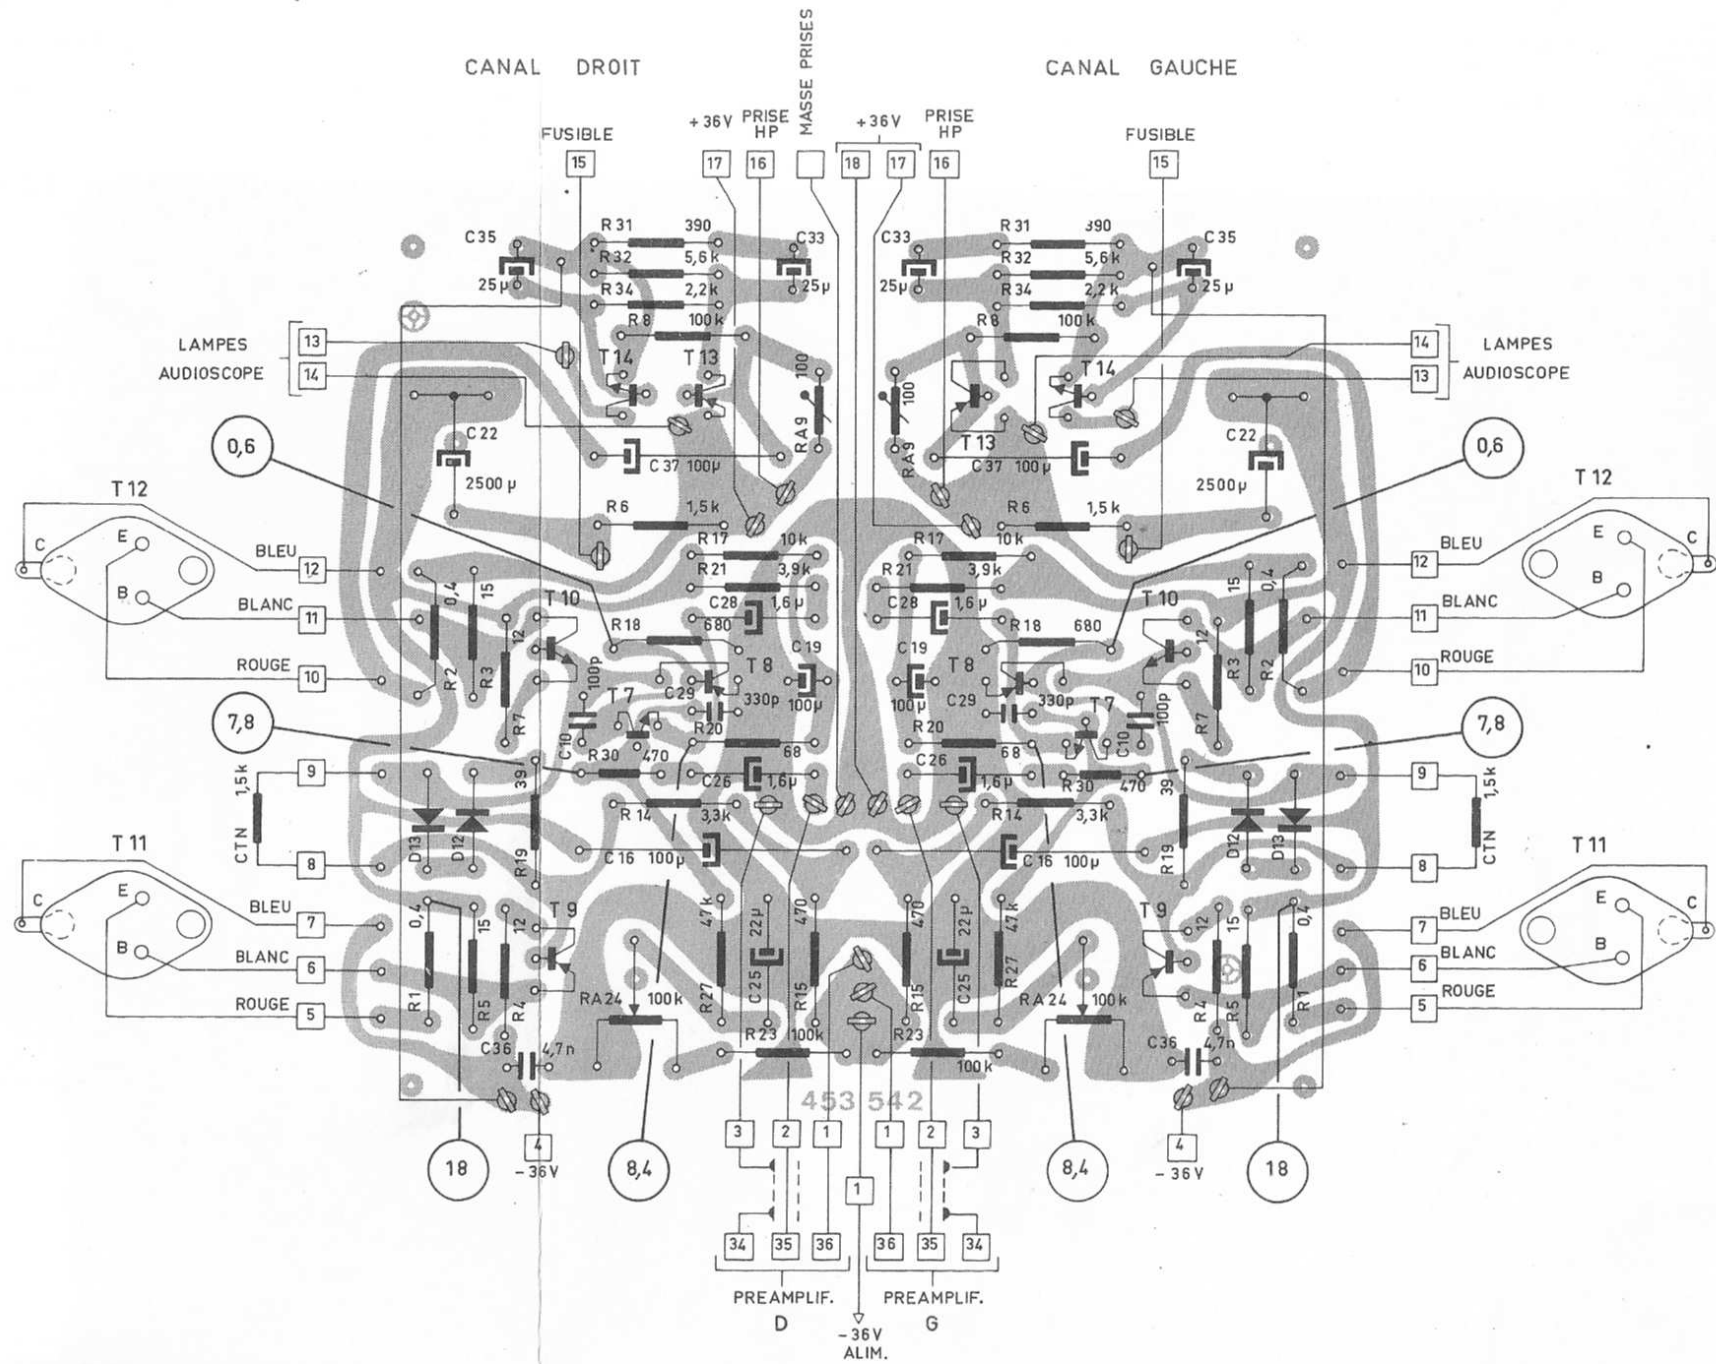 CANAL DROIT
CANAL GAUCHE
MASSE PRISES
FUSIBLE
+36V
PRISE HP
+36V
PRISE HP
FUSIBLE
15
17
16
18
17
16
15
R31 390
C35
R32 5,6k
C33
25µ
R34 2,2k
25µ
R8 100k
C33
R31 390
C35
R32 5,6k
25µ
R34 2,2k
25µ
R8 100k
LAMPES AUDIOSCOPE
13
14
T14
T13
100
RA9
100
RA9
T13
T14
14
13
LAMPES AUDIOSCOPE
C22
2500µ
C37 100µ
C37 100µ
C22
2500µ
0,6
0,6
T12
C
E
B
BLEU
12
BLANC
11
ROUGE
10
R6 1,5k
R17 10k
R21 3,9k
C28 1,6µ
R18 680
R6 1,5k
R17 10k
R21 3,9k
C28 1,6µ
R18 680
T12
E
C
B
12
BLEU
11
BLANC
10
ROUGE
0,4
R2
15
R3
12
R7
T10
100p
C10
T7
T8
C29
330p
C19
100µ
C19
100µ
T8
C29
330p
T7
T10
100p
C10
12
R7
15
R3
0,4
R2
7,8
7,8
R20 68
R30 470
C26 1,6µ
R14 3,3k
C16 100µ
R20 68
R30 470
C26 1,6µ
R14 3,3k
C16 100µ
9
CTN 1,5k
8
D13
D12
39
R19
39
R19
D12
D13
9
CTN 1,5k
8
T11
C
E
B
BLEU
7
BLANC
6
ROUGE
5
T11
E
C
B
7
BLEU
6
BLANC
5
ROUGE
0,4
R1
15
R5
12
R4
T9
RA24 100k
47k
R27
22µ
C25
470
R15
470
R15
22µ
C25
47k
R27
RA24 100k
T9
12
R4
15
R5
0,4
R1
R23 100k
R23 100k
C36 4,7n
C36 4,7n
453 542
18
4
-36V
8,4
3
2
1
1
2
3
8,4
4
-36V
18
1
34
35
36
36
35
34
PREAMPLIF. D
PREAMPLIF. G
-36V
ALIM.